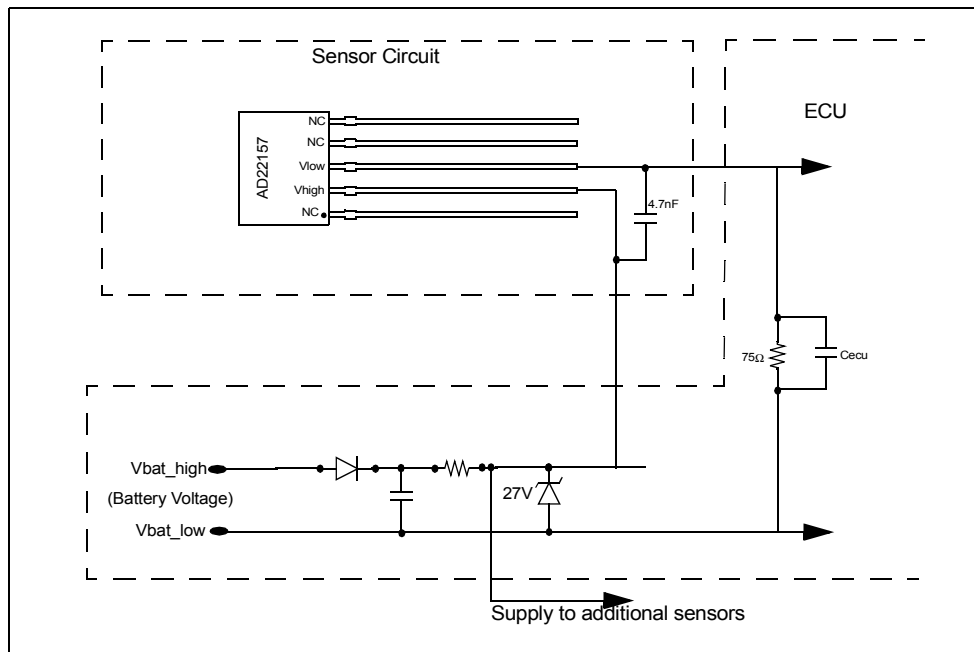 Sensor Circuit
ECU
AD22157
NC
NC
Vlow
Vhigh
NC
4.7nF
75Ω
Cecu
Vbat_high
(Battery Voltage)
27V
Vbat_low
Supply to additional sensors